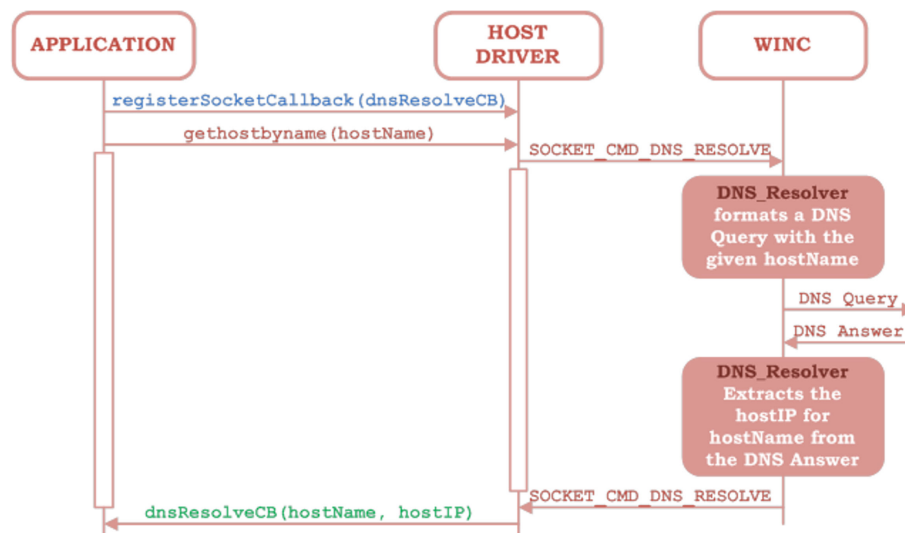 APPLICATION
HOST
DRIVER
WINC
registerSocketCallback(dnsResolveCB)
gethostbyname(hostName)
SOCKET_CMD_DNS_RESOLVE
DNS_Resolver
formats a DNS
Query with the
given hostName
DNS Query
DNS Answer
DNS_Resolver
Extracts the
hostIP for
hostName from
the DNS Answer
SOCKET_CMD_DNS_RESOLVE
dnsResolveCB(hostName, hostIP)